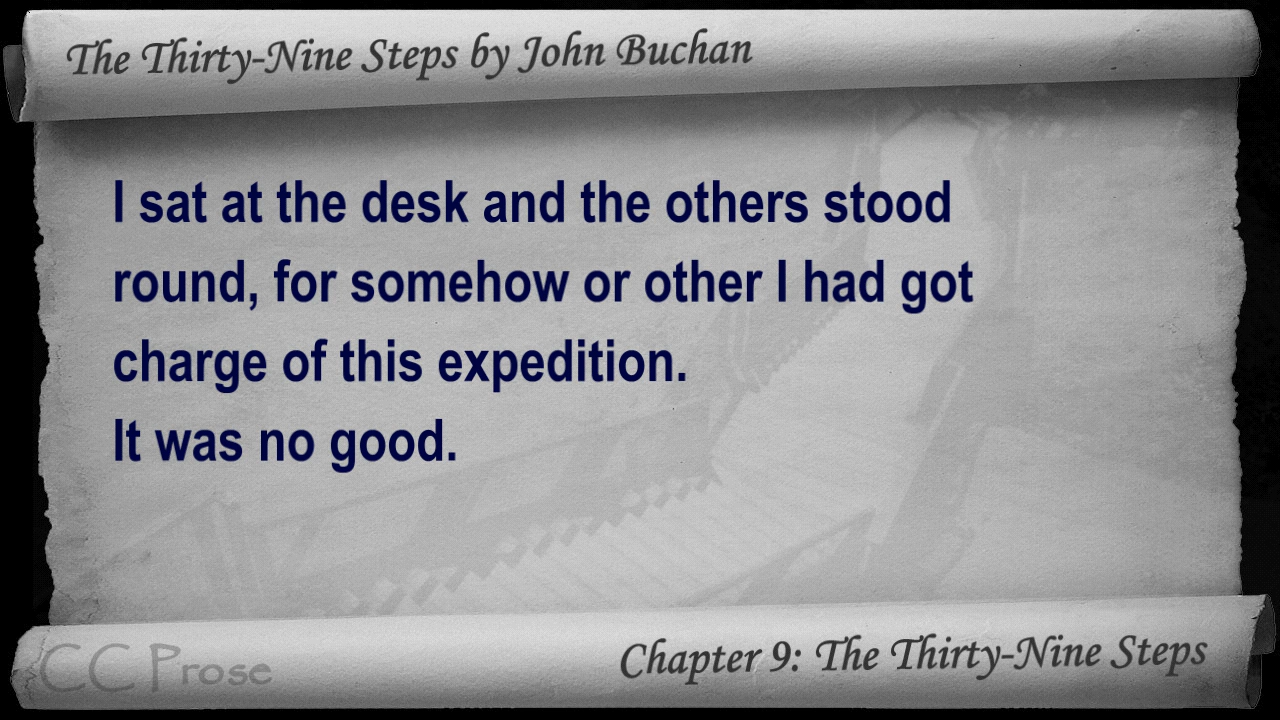 The Thirty-Nine Steps by John Buchan
I sat at the desk and the others stood
round, for somehow or other I had got
charge of this expedition.
It was no good.
CC Prose
Chapter 9: The Thirty-Nine Steps